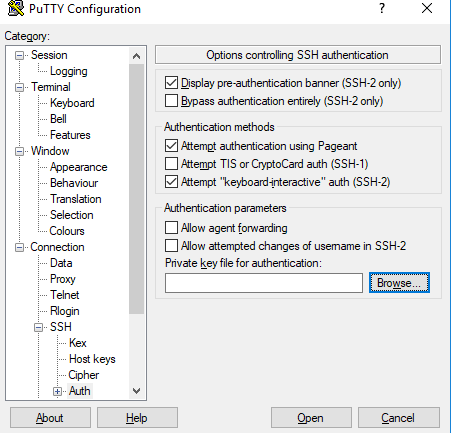 PuTTY Configuration
Category:
Session
Logging
Terminal
Keyboard
Bell
Features
Window
Appearance
Behaviour
Translation
Selection
Colours
Connection
Data
Proxy
Telnet
Rlogin
SSH
Kex
Host keys
Cipher
Auth
Options controlling SSH authentication
Display pre-authentication banner (SSH-2 only)
Bypass authentication entirely (SSH-2 only)
Authentication methods
Attempt authentication using Pageant
Attempt TIS or CryptoCard auth (SSH-1)
Attempt "keyboard-interactive" auth (SSH-2)
Authentication parameters
Allow agent forwarding
Allow attempted changes of username in SSH-2
Private key file for authentication:
Browse...
About
Help
Open
Cancel